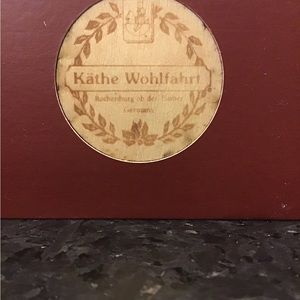 Käthe Wohlfahrt
Rothenburg ob der Tauber
Germany